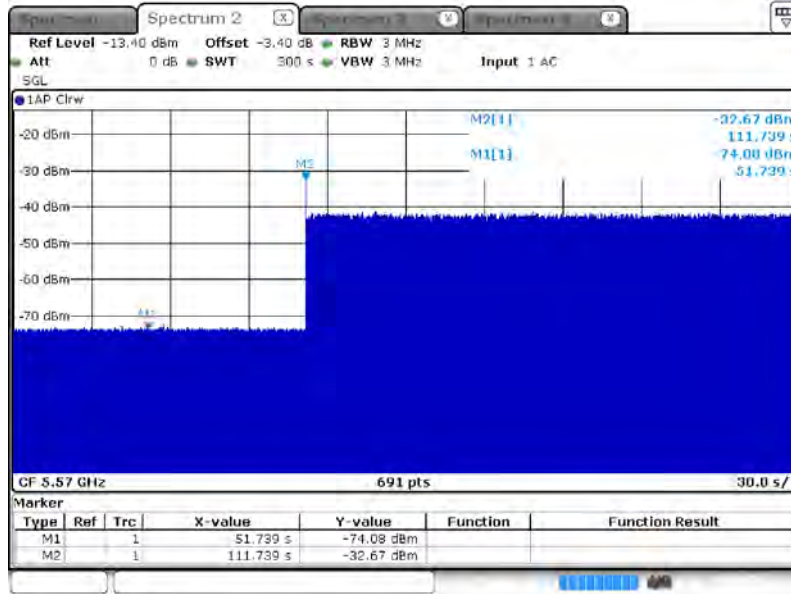 Spectrum 2
Ref Level -13.40 dBm Offset -3.40 dB RBW 3 MHz
Att 0 dB SWT 300 s VBW 3 MHz Input 1 AC
SGL
1AP Clrw
M2[1] -32.67 dBm
111.739 s
M1[1] -74.08 dBm
51.739 s
-20 dBm
M2
-30 dBm
-40 dBm
-50 dBm
-60 dBm
M1
-70 dBm
CF 5.57 GHz 691 pts 30.0 s/
Marker
Type Ref Trc X-value Y-value Function Function Result
M1 1 51.739 s -74.08 dBm
M2 1 111.739 s -32.67 dBm